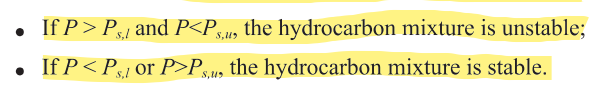 • If P > Ps,l and P<Ps,u, the hydrocarbon mixture is unstable;
• If P < Ps,l or P>Ps,u, the hydrocarbon mixture is stable.